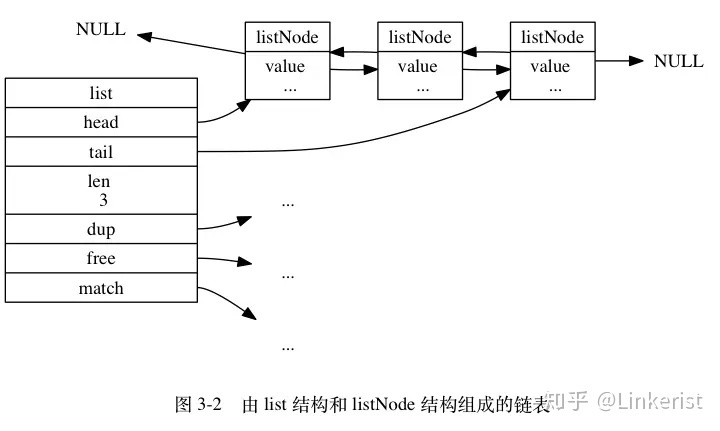 NULL
listNode
value
...
listNode
value
...
listNode
value
...
NULL
list
head
tail
len
3
dup
free
match
...
...
...
图 3-2 由 list 结构和 listNode 结构组成的链表
知乎 @Linkerist